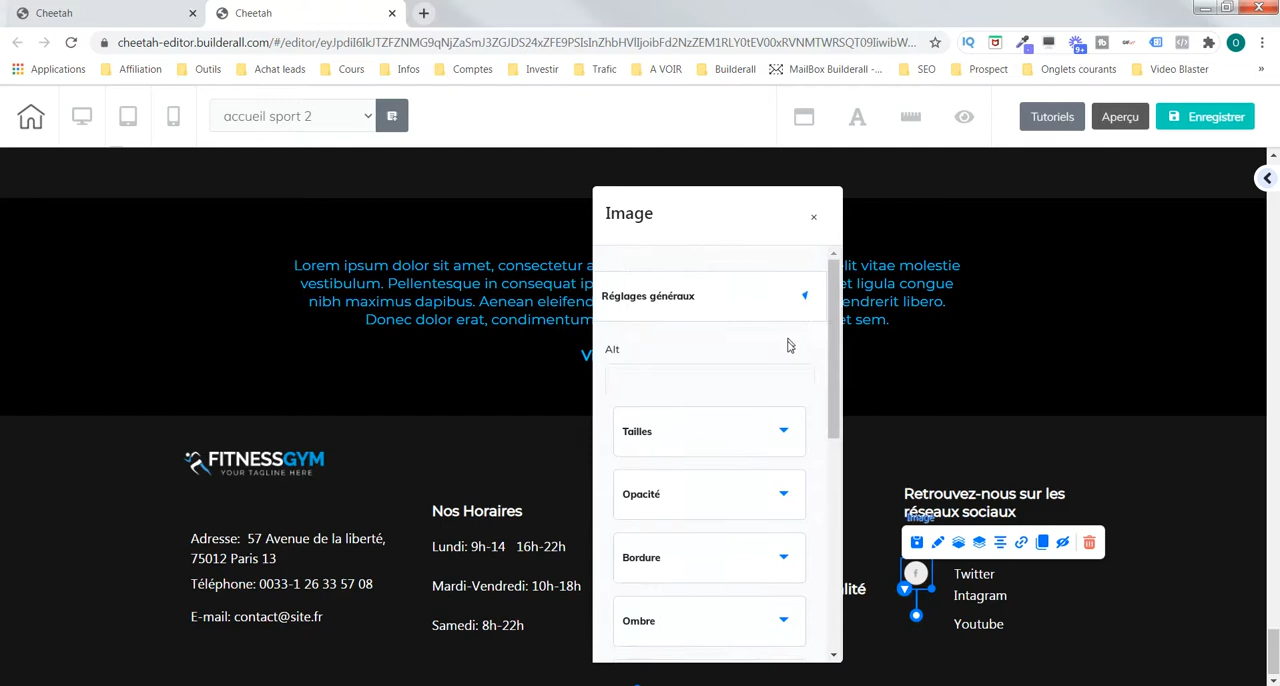 Cheetah
Cheetah
cheetah-editor.builderall.com/#/editor/eyJpdiI6IkJTZFZNMG9qNjZaSm13ZGlDS24xZFE9PSIsInZhbHVlIjoibFd2NzZEM1RLY0tEV00xRVNMTWRSQT09IiwibW...
Applications
Affiliation
Outils
Achat leads
Cours
Infos
Comptes
Investir
Trafic
A VOIR
Builderall
MailBox Builderall -...
SEO
Prospect
Onglets courants
Video Blaster
»
accueil sport 2
Tutoriels
Aperçu
Enregistrer
Image
Réglages généraux
Alt
Tailles
Opacité
Bordure
Ombre
Lorem ipsum dolor sit amet, consectetur a
elit vitae molestie
vestibulum. Pellentesque in consequat ip
et ligula congue
nibh maximus dapibus. Aenean eleifend
endrerit libero.
Donec dolor erat, condimentum
et sem.
V
FITNESSGYM
YOUR TAGLINE HERE
Adresse: 57 Avenue de la liberté,
75012 Paris 13
Téléphone: 0033-1 26 33 57 08
E-mail: contact@site.fr
Nos Horaires
Lundi: 9h-14 16h-22h
Mardi-Vendredi: 10h-18h
Samedi: 8h-22h
alité
Retrouvez-nous sur les
réseaux sociaux
Image
Twitter
Intagram
Youtube